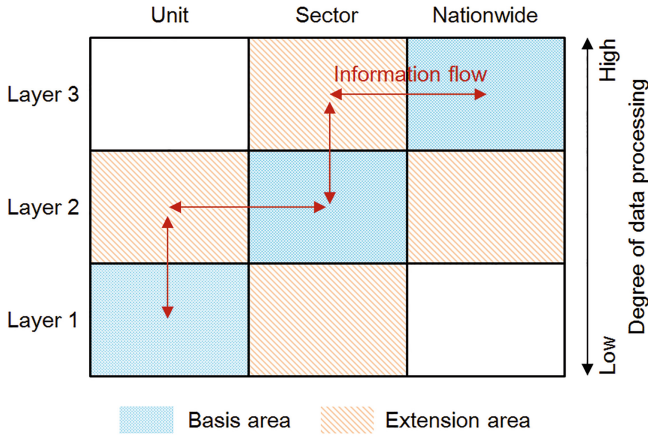 Unit Sector Nationwide
Layer 3
Information flow
High
Layer 2
Degree of data processing
Layer 1
Low
Basis area
Extension area